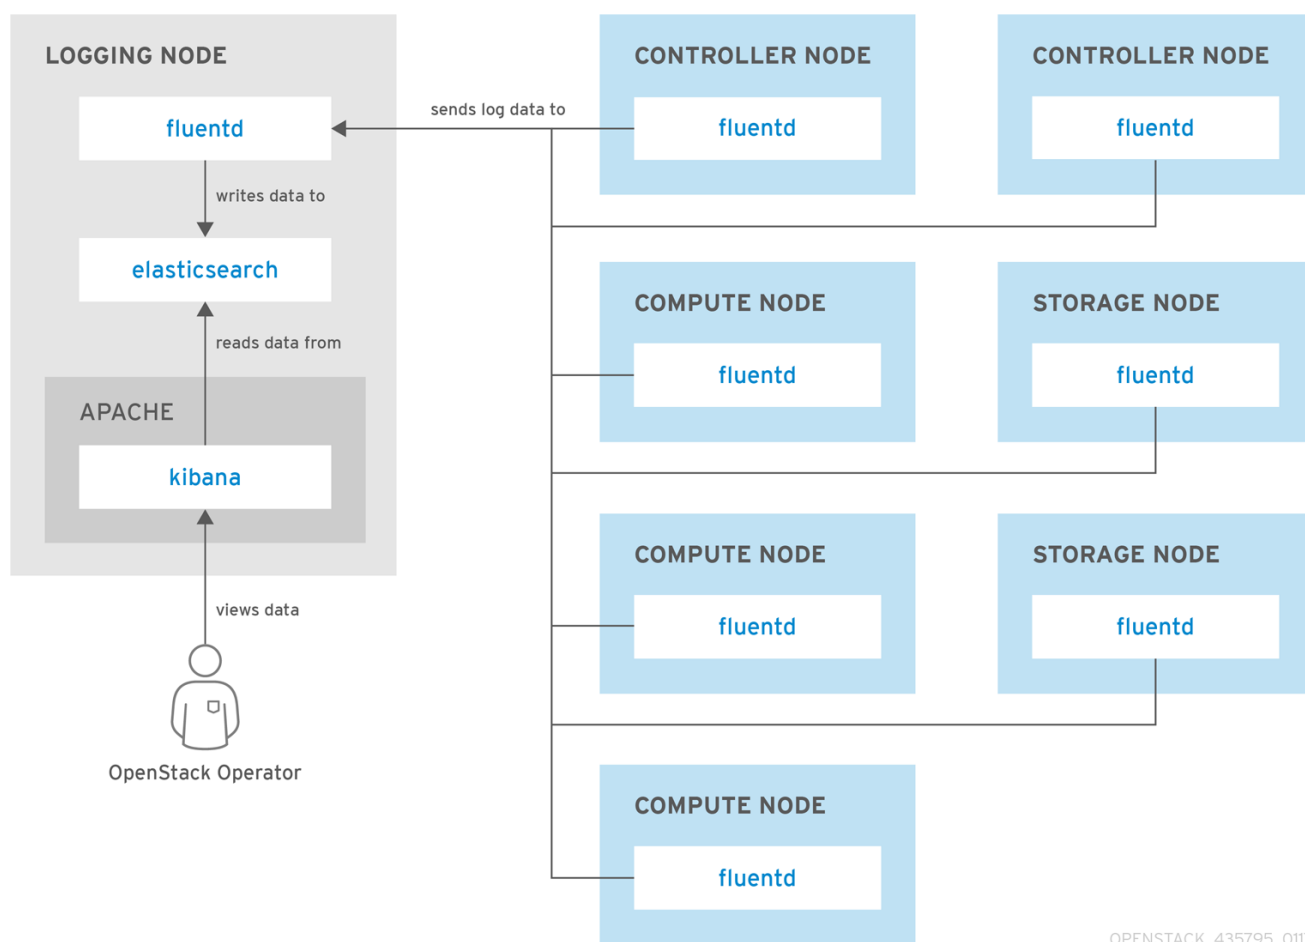 LOGGING NODE
fluentd
writes data to
elasticsearch
reads data from
APACHE
kibana
views data
OpenStack Operator
sends log data to
CONTROLLER NODE
fluentd
CONTROLLER NODE
fluentd
COMPUTE NODE
fluentd
STORAGE NODE
fluentd
COMPUTE NODE
fluentd
STORAGE NODE
fluentd
COMPUTE NODE
fluentd